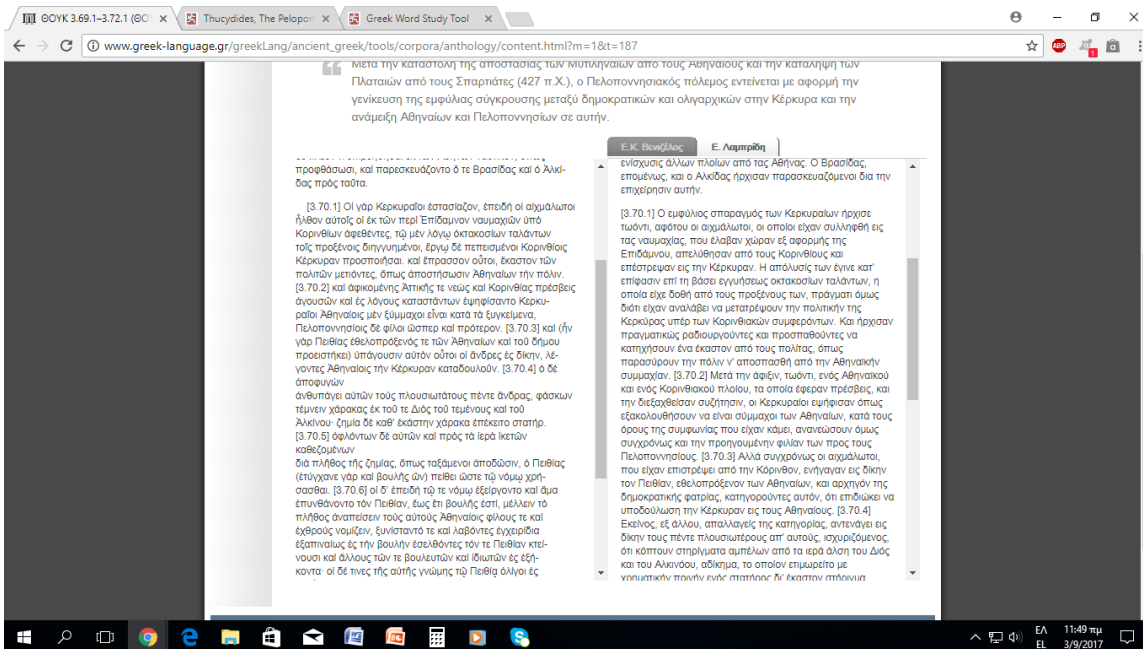 ΘΟΥΚ 3.69.1–3.72.1 (ΘΟ
Thucydides, The Pelopon
Greek Word Study Tool
www.greek-language.gr/greekLang/ancient_greek/tools/corpora/anthology/content.html?m=1&t=187
Μετά την καταστολή της αποστασίας των Μυτιληναίων από τους Αθηναίους και την κατάληψη των
Πλαταιών από τους Σπαρτιάτες (427 π.Χ.), ο Πελοποννησιακός πόλεμος εντείνεται με αφορμή την
γενίκευση της εμφύλιας σύγκρουσης μεταξύ δημοκρατικών και ολιγαρχικών στην Κέρκυρα και την
ανάμειξη Αθηναίων και Πελοποννησίων σε αυτήν.
Ε.Κ. Βενιζέλος
Ε. Λαμπρίδη
προφθάσωσι, καὶ παρεσκευάζοντο ὅ τε Βρασίδας καὶ ὁ Ἀλκί-
δας πρὸς ταῦτα.
[3.70.1] Οἱ γὰρ Κερκυραῖοι ἐστασίαζον, ἐπειδὴ οἱ αἰχμάλωτοι
ἦλθον αὐτοῖς οἱ ἐκ τῶν περὶ Ἐπίδαμνον ναυμαχιῶν ὑπὸ
Κορινθίων ἀφεθέντες, τῷ μὲν λόγῳ ὀκτακοσίων ταλάντων
τοῖς προξένοις διηγγυημένοι, ἔργῳ δὲ πεπεισμένοι Κορινθίοις
Κέρκυραν προσποιῆσαι. καὶ ἔπρασσον οὗτοι, ἕκαστον τῶν
πολιτῶν μετιόντες, ὅπως ἀποστήσωσιν Ἀθηναίων τὴν πόλιν.
[3.70.2] καὶ ἀφικομένης Ἀττικῆς τε νεὼς καὶ Κορινθίας πρέσβεις
ἀγουσῶν καὶ ἐς λόγους καταστάντων ἐψηφίσαντο Κερκυ-
ραῖοι Ἀθηναίοις μὲν ξύμμαχοι εἶναι κατὰ τὰ ξυγκείμενα,
Πελοποννησίοις δὲ φίλοι ὥσπερ καὶ πρότερον. [3.70.3] καὶ (ἦν
γὰρ Πειθίας ἐθελοπρόξενός τε τῶν Ἀθηναίων καὶ τοῦ δήμου
προειστήκει) ὑπάγουσιν αὐτὸν οὗτοι οἱ ἄνδρες ἐς δίκην, λέ-
γοντες Ἀθηναίοις τὴν Κέρκυραν καταδουλοῦν. [3.70.4] ὁ δὲ
ἀποφυγὼν
ἀνθυπάγει αὐτῶν τοὺς πλουσιωτάτους πέντε ἄνδρας, φάσκων
τέμνειν χάρακας ἐκ τοῦ τε Διὸς τοῦ τεμένους καὶ τοῦ
Ἀλκίνου· ζημία δὲ καθ' ἑκάστην χάρακα ἐπέκειτο στατήρ.
[3.70.5] ὀφλόντων δὲ αὐτῶν καὶ πρὸς τὰ ἱερὰ ἱκετῶν
καθεζομένων
διὰ πλῆθος τῆς ζημίας, ὅπως ταξάμενοι ἀποδῶσιν, ὁ Πειθίας
(ἐτύγχανε γὰρ καὶ βουλῆς ὢν) πείθει ὥστε τῷ νόμῳ χρή-
σασθαι. [3.70.6] οἱ δ' ἐπειδὴ τῷ τε νόμῳ ἐξείργοντο καὶ ἅμα
ἐπυνθάνοντο τὸν Πειθίαν, ἕως ἔτι βουλῆς ἐστί, μέλλειν τὸ
πλῆθος ἀναπείσειν τοὺς αὐτοὺς Ἀθηναίοις φίλους τε καὶ
ἐχθροὺς νομίζειν, ξυνίσταντό τε καὶ λαβόντες ἐγχειρίδια
ἐξαπιναίως ἐς τὴν βουλὴν ἐσελθόντες τόν τε Πειθίαν κτεί-
νουσι καὶ ἄλλους τῶν τε βουλευτῶν καὶ ἰδιωτῶν ἐς ἑξή-
κοντα· οἱ δέ τινες τῆς αὐτῆς γνώμης τῷ Πειθίᾳ ὀλίγοι ἐς
ενίσχυσις άλλων πλοίων από τας Αθήνας. Ο Βρασίδας,
επομένως, και ο Αλκίδας ήρχισαν παρασκευαζόμενοι δια την
επιχείρησιν αυτήν.
[3.70.1] Ο εμφύλιος σπαραγμός των Κερκυραίων ήρχισε
τωόντι, αφότου οι αιχμάλωτοι, οι οποίοι είχαν συλληφθή εις
τας ναυμαχίας, που έλαβαν χώραν εξ αφορμής της
Επιδάμνου, απελύθησαν από τους Κορινθίους και
επέστρεψαν εις την Κέρκυραν. Η απόλυσίς των έγινε κατ'
επίφασιν επί τη βάσει εγγυήσεως οκτακοσίων ταλάντων, η
οποία είχε δοθή από τους προξένους των, πράγματι όμως
διότι είχαν αναλάβει να μετατρέψουν την πολιτικήν της
Κερκύρας υπέρ των Κορινθιακών συμφερόντων. Και ήρχισαν
πραγματικώς ραδιουργούντες και προσπαθούντες να
κατηχήσουν ένα έκαστον από τους πολίτας, όπως
παρασύρουν την πόλιν ν' αποσπασθή από την Αθηναϊκήν
συμμαχίαν. [3.70.2] Μετά την άφιξιν, τωόντι, ενός Αθηναϊκού
και ενός Κορινθιακού πλοίου, τα οποία έφεραν πρέσβεις, και
την διεξαχθείσαν συζήτησιν, οι Κερκυραίοι εψήφισαν όπως
εξακολουθήσουν να είναι σύμμαχοι των Αθηναίων, κατά τους
όρους της συμφωνίας που είχαν κάμει, ανανεώσουν όμως
συγχρόνως και την προηγουμένην φιλίαν των προς τους
Πελοποννησίους. [3.70.3] Αλλά συγχρόνως οι αιχμάλωτοι,
που είχαν επιστρέψει από την Κόρινθον, ενήγαγαν εις δίκην
τον Πειθίαν, εθελοπρόξενον των Αθηναίων, και αρχηγόν της
δημοκρατικής φατρίας, κατηγορούντες αυτόν, ότι επιδιώκει να
υποδούλωση την Κέρκυραν εις τους Αθηναίους. [3.70.4]
Εκείνος, εξ άλλου, απαλλαγείς της κατηγορίας, αντενάγει εις
δίκην τους πέντε πλουσιωτέρους απ' αυτούς, ισχυριζόμενος,
ότι κόπτουν στηρίγματα αμπέλων από τα ιερά άλση του Διός
και του Αλκινόου, αδίκημα, το οποίον ετιμωρείτο με
χρηματικήν ποινήν ενός στατήρος δι' έκαστον στήριγμα
ΕΛ
11:49 πμ
EL
3/9/2017